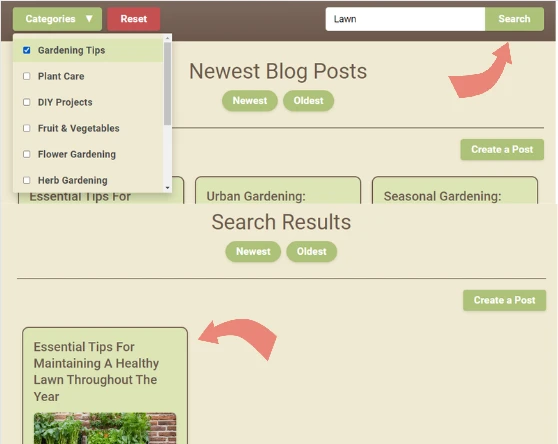 Categories ▼ Reset Lawn Search
Gardening Tips
Plant Care
DIY Projects
Fruit & Vegetables
Flower Gardening
Herb Gardening
Newest Blog Posts
Newest Oldest
Create a Post
Essential Tips For Urban Gardening: Seasonal Gardening:
Search Results
Newest Oldest
Create a Post
Essential Tips For
Maintaining A Healthy
Lawn Throughout The
Year